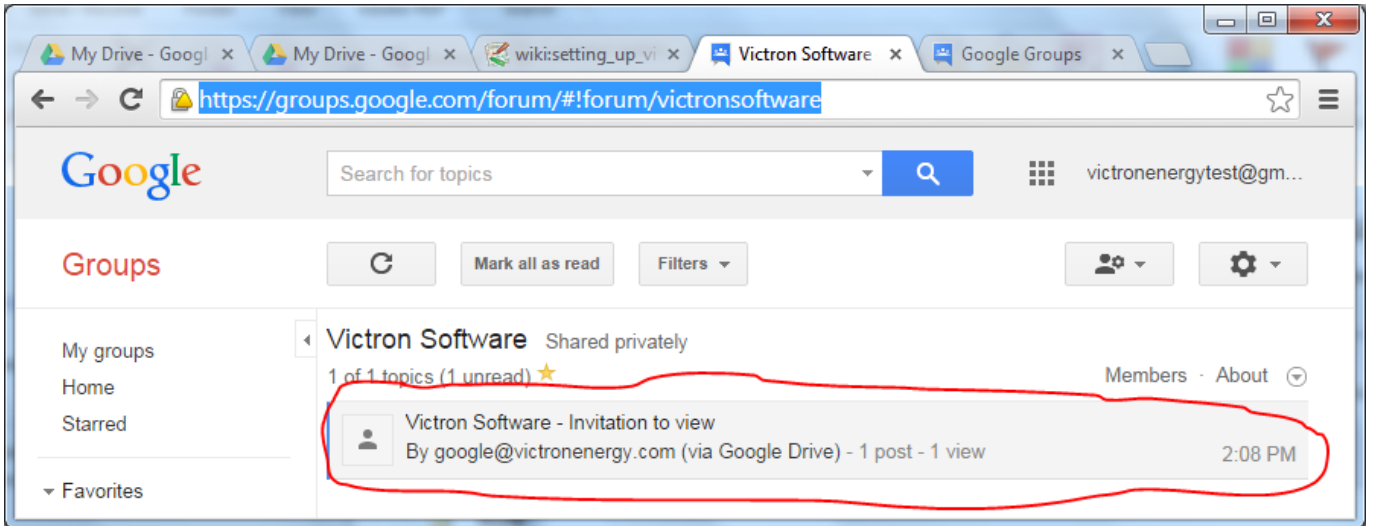 My Drive - Googl
My Drive - Googl
wiki:setting_up_vi
Victron Software
Google Groups
https://groups.google.com/forum/#!forum/victronsoftware
Google
Search for topics
victronenergytest@gm...
Groups
Mark all as read
Filters
My groups
Home
Starred
Favorites
Victron Software Shared privately
1 of 1 topics (1 unread)
Members · About
Victron Software - Invitation to view
By google@victronenergy.com (via Google Drive) - 1 post - 1 view
2:08 PM